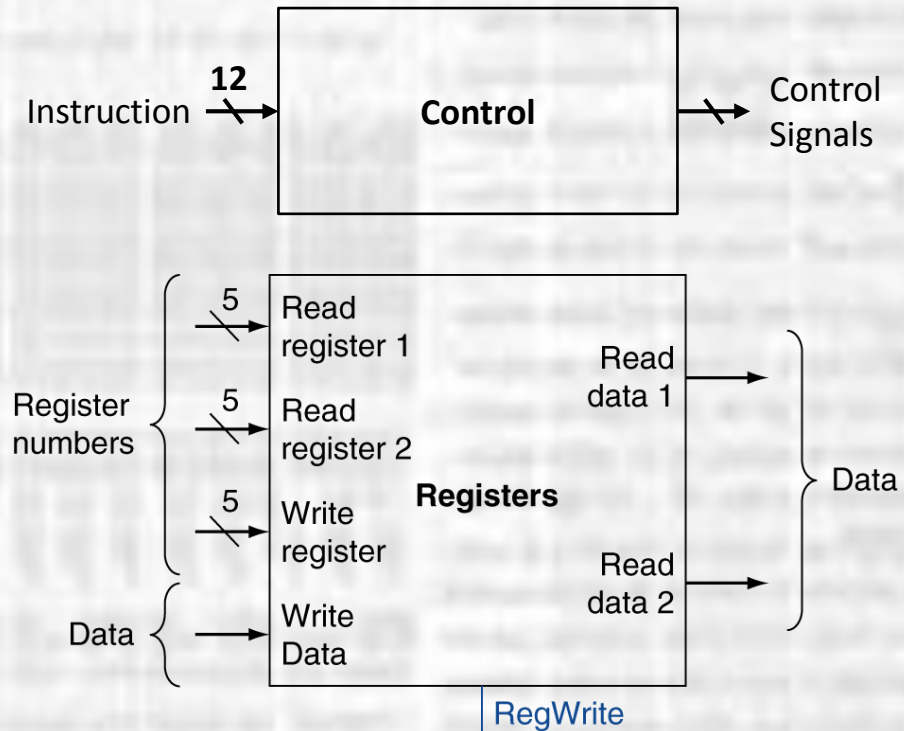 12
Instruction
Control
Control
Signals
5
Read
register 1
Read
data 1
Register
numbers
5
Read
register 2
Registers
Data
5
Write
register
Read
data 2
Data
Write
Data
RegWrite